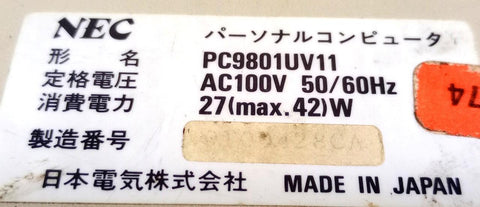 NEC パーソナルコンピュータ
形 名 PC9801UV11
定格電圧 AC100V 50/60Hz
消費電力 27(max.42)W
製造番号
日本電気株式会社 MADE IN JAPAN
74